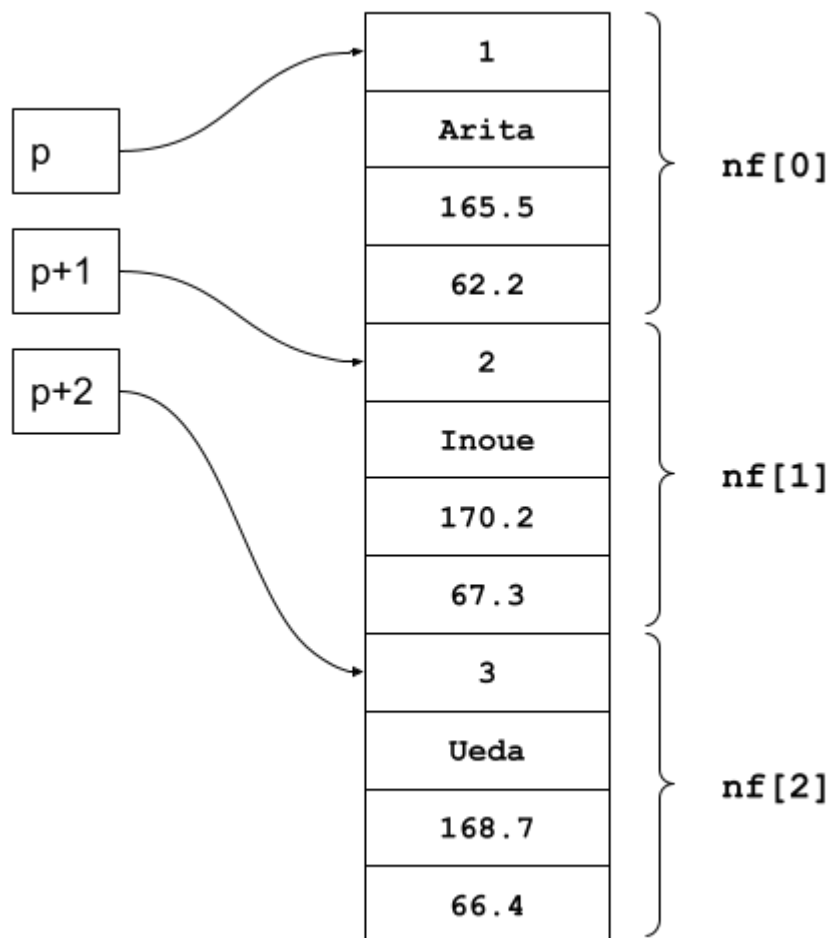 p
p+1
p+2
1
Arita
165.5
62.2
2
Inoue
170.2
67.3
3
Ueda
168.7
66.4
nf[0]
nf[1]
nf[2]